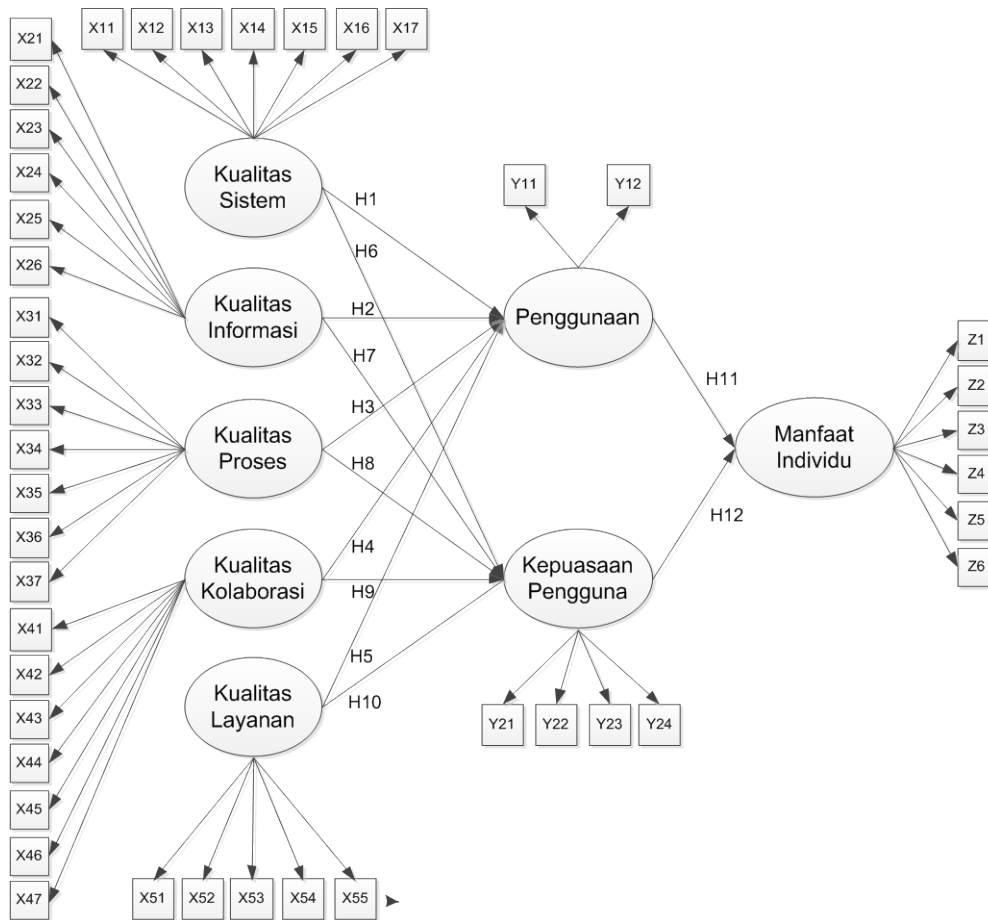 X21
X11 X12 X13 X14 X15 X16 X17
X22
X23
X24
X25
X26
Kualitas
Sistem
H1
H6
Y11 Y12
Kualitas
Informasi
H2
H7
Penggunaan
X31
X32
X33
X34
X35
X36
X37
Kualitas
Proses
H3
H8
H11
Manfaat
Individu
H12
Z1
Z2
Z3
Z4
Z5
Z6
Kualitas
Kolaborasi
H4
H9
Kepuasaan
Pengguna
X41
X42
X43
X44
X45
X46
X47
Kualitas
Layanan
H5
H10
Y21 Y22 Y23 Y24
X51 X52 X53 X54 X55